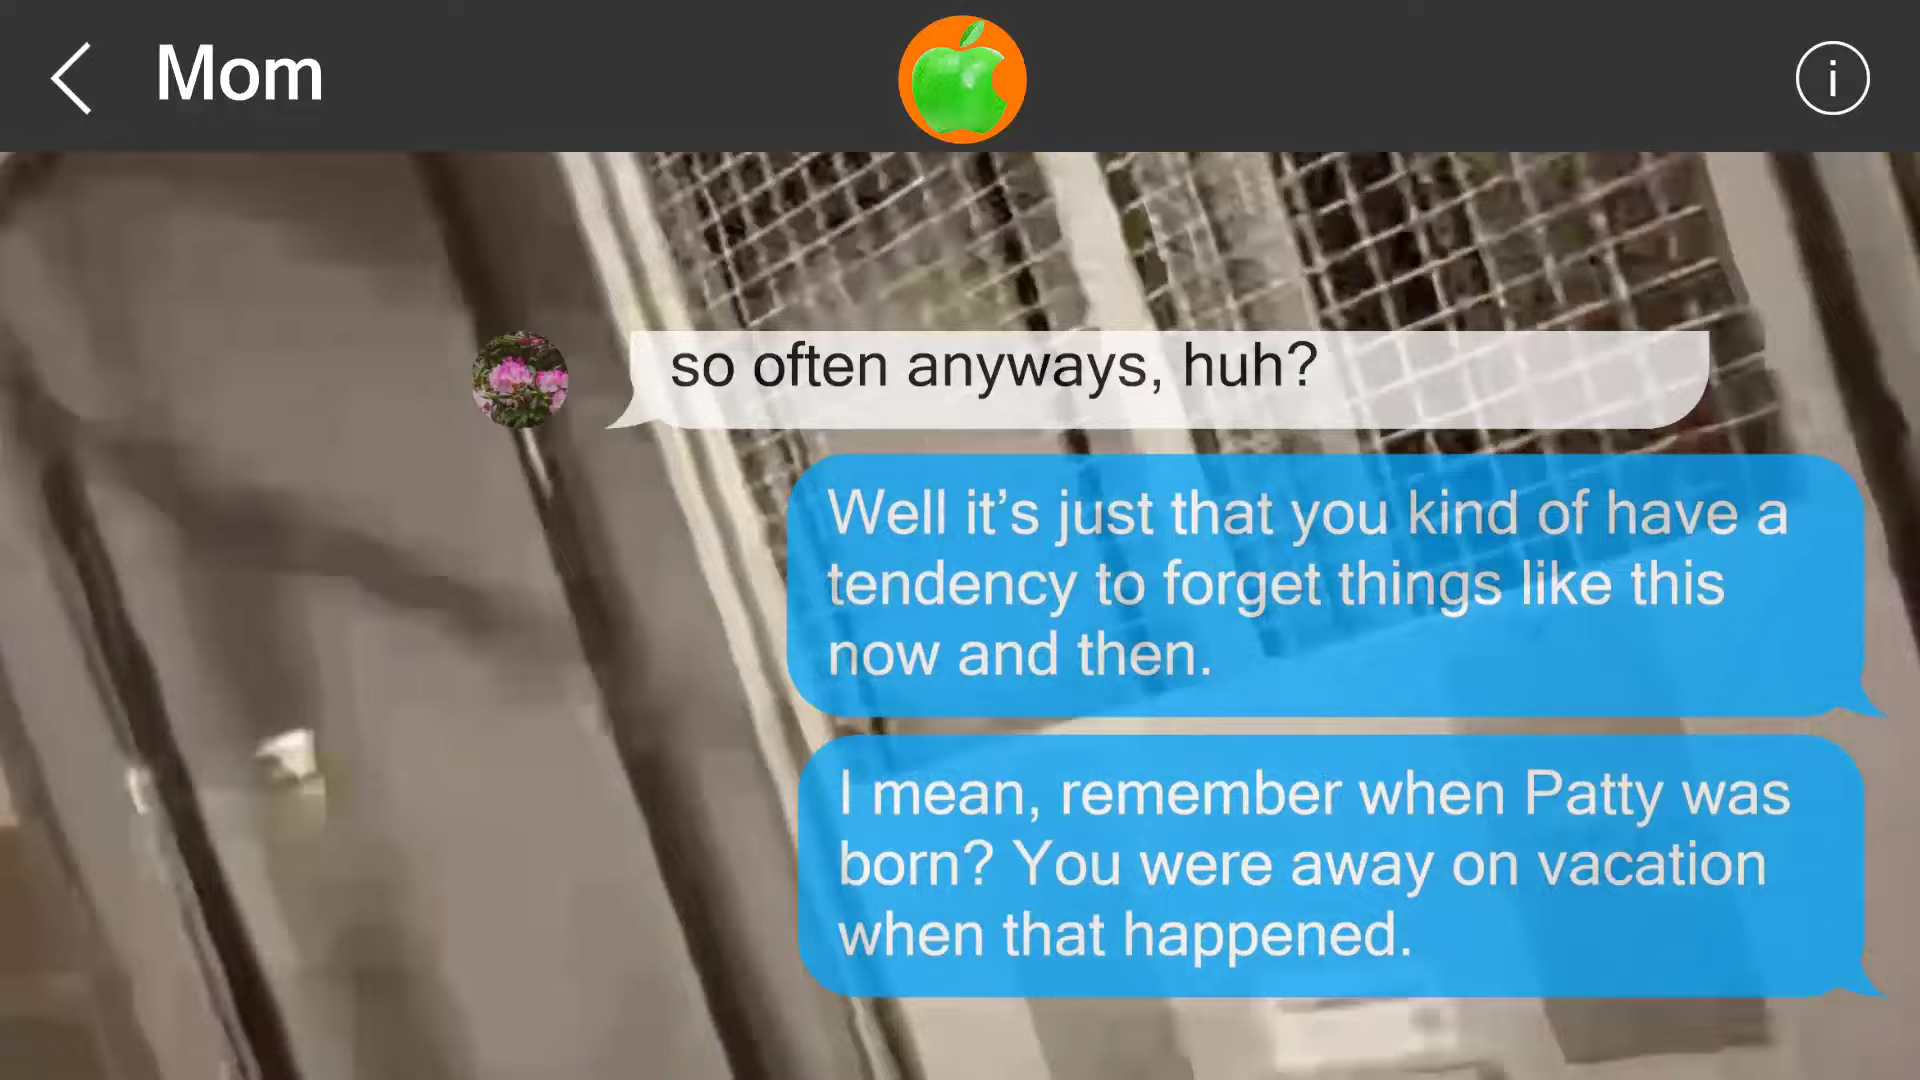 Mom
i
so often anyways, huh?
Well it’s just that you kind of have a
tendency to forget things like this
now and then.
I mean, remember when Patty was
born? You were away on vacation
when that happened.